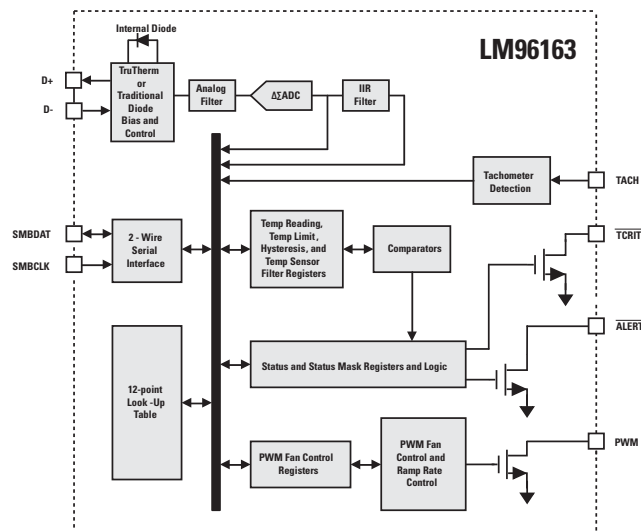 Internal Diode
LM96163
D+
D-
TruTherm
or
Traditional
Diode
Bias and
Control
Analog
Filter
ΔΣADC
IIR
Filter
Tachometer
Detection
TACH
SMBDAT
SMBCLK
2 - Wire
Serial
Interface
Temp Reading,
Temp Limit,
Hysteresis, and
Temp Sensor
Filter Registers
Comparators
TCRIT
Status and Status Mask Registers and Logic
ALERT
12-point
Look -Up
Table
PWM Fan Control
Registers
PWM Fan
Control and
Ramp Rate
Control
PWM